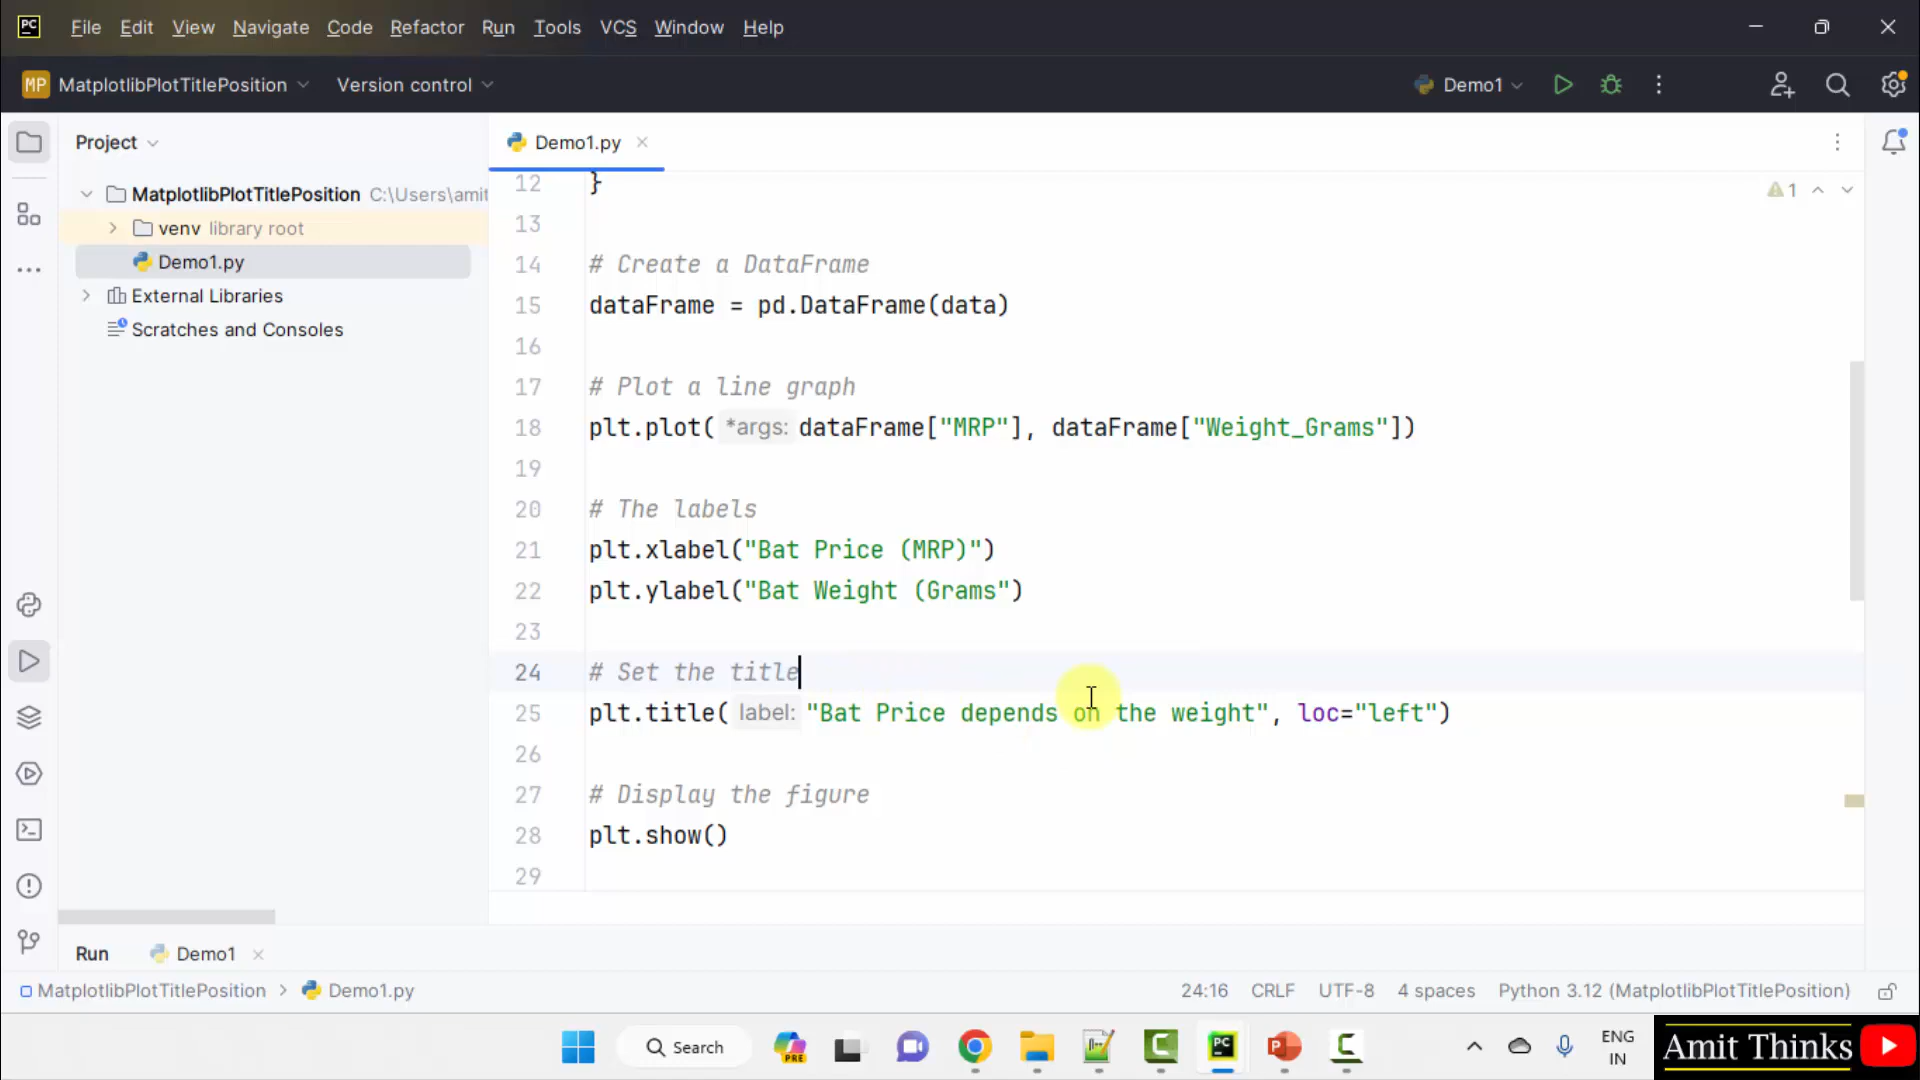 PC File Edit View Navigate Code Refactor Run Tools VCS Window Help
MP MatplotlibPlotTitlePosition Version control Demo1
Project
Demo1.py
MatplotlibPlotTitlePosition C:\Users\amit
venv library root
Demo1.py
External Libraries
Scratches and Consoles
1
12 }
13
14 # Create a DataFrame
15 dataFrame = pd.DataFrame(data)
16
17 # Plot a line graph
18 plt.plot( *args: dataFrame["MRP"], dataFrame["Weight_Grams"])
19
20 # The labels
21 plt.xlabel("Bat Price (MRP)")
22 plt.ylabel("Bat Weight (Grams")
23
24 # Set the title
25 plt.title( label: "Bat Price depends on the weight", loc="left")
26
27 # Display the figure
28 plt.show()
29
Run Demo1
MatplotlibPlotTitlePosition > Demo1.py 24:16 CRLF UTF-8 4 spaces Python 3.12 (MatplotlibPlotTitlePosition)
Search
PRE
PC
ENG
IN
Amit Thinks